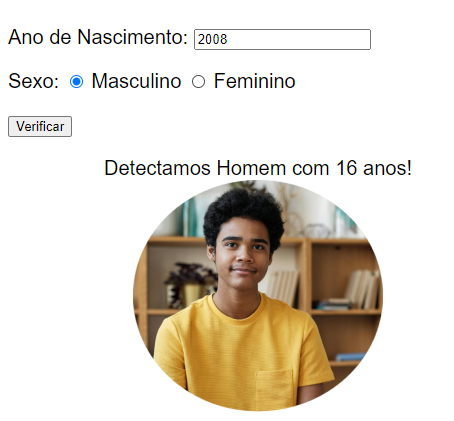 Ano de Nascimento: 2008
Sexo: Masculino Feminino
Verificar
Detectamos Homem com 16 anos!